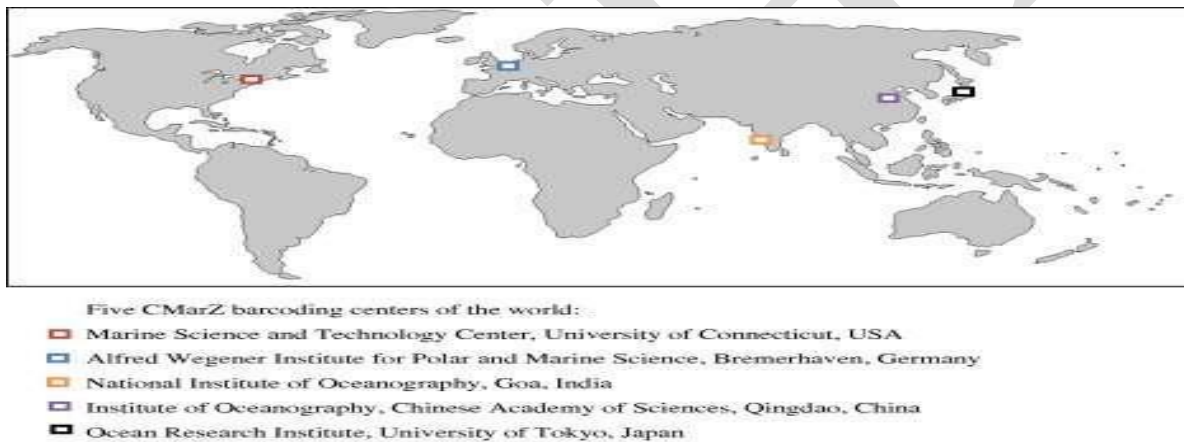 Five CMarZ barcoding centers of the world:
Marine Science and Technology Center, University of Connecticut, USA
Alfred Wegener Institute for Polar and Marine Science, Bremerhaven, Germany
National Institute of Oceanography, Goa, India
Institute of Oceanography, Chinese Academy of Sciences, Qingdao, China
Ocean Research Institute, University of Tokyo, Japan